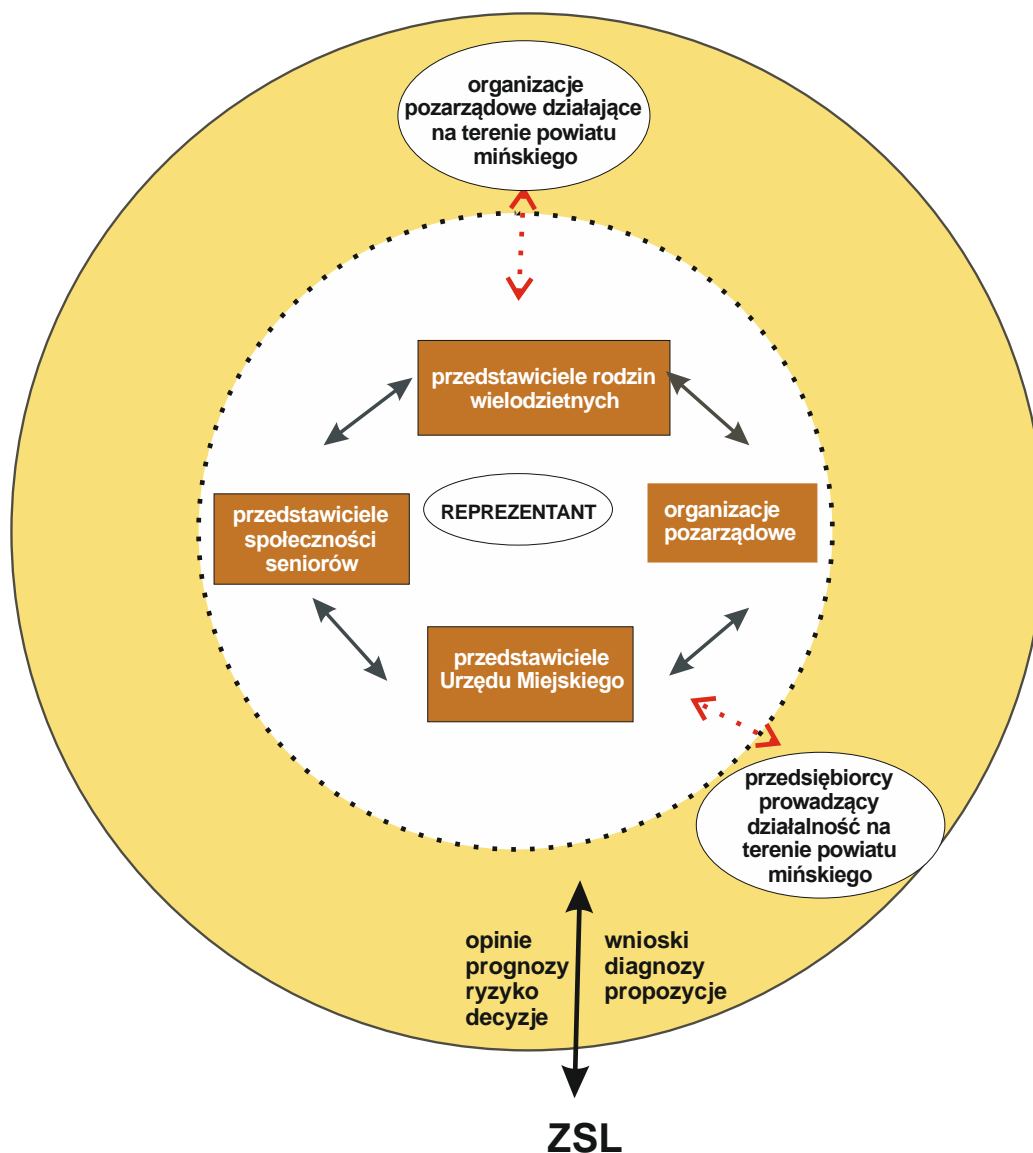 organizacje
pozarządowe działające
na terenie powiatu
mińskiego
przedstawiciele rodzin
wielodzietnych
przedstawiciele
społeczności
seniorów
REPREZENTANT
organizacje
pozarządowe
przedstawiciele
Urzędu Miejskiego
przedsiębiorcy
prowadzący
działalność na
terenie powiatu
mińskiego
opinie
prognozy
ryzyko
decyzje
wnioski
diagnozy
propozycje
ZSL